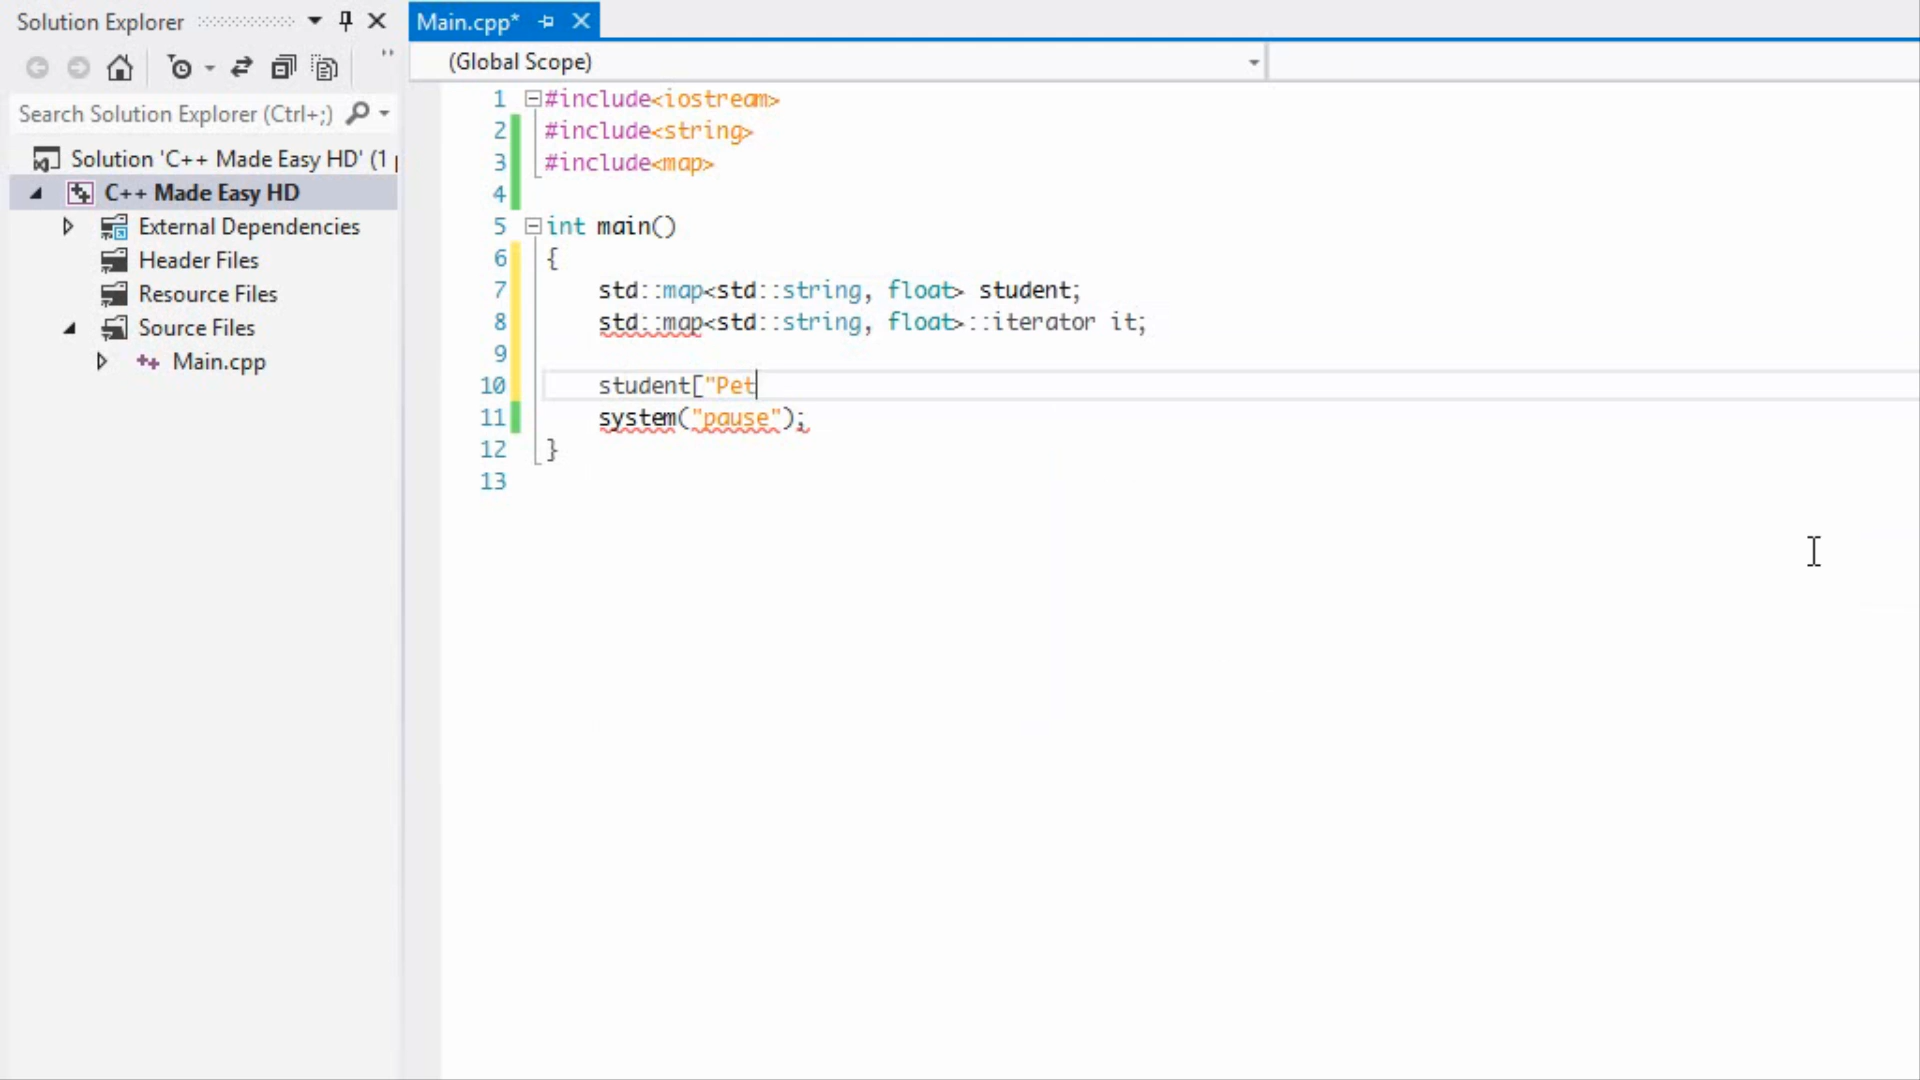 Solution Explorer
Search Solution Explorer (Ctrl+;)
Solution 'C++ Made Easy HD' (1
C++ Made Easy HD
External Dependencies
Header Files
Resource Files
Source Files
Main.cpp
Main.cpp*
(Global Scope)
1 #include<iostream>
2 #include<string>
3 #include<map>
4
5 int main()
6 {
7 std::map<std::string, float> student;
8 std::map<std::string, float>::iterator it;
9
10 student["Pet
11 system("pause");
12 }
13